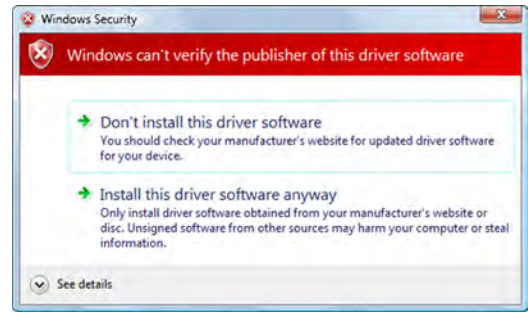 Windows Security
Windows can't verify the publisher of this driver software
Don't install this driver software
You should check your manufacturer's website for updated driver software
for your device.
Install this driver software anyway
Only install driver software obtained from your manufacturer's website or
disc. Unsigned software from other sources may harm your computer or steal
information.
See details